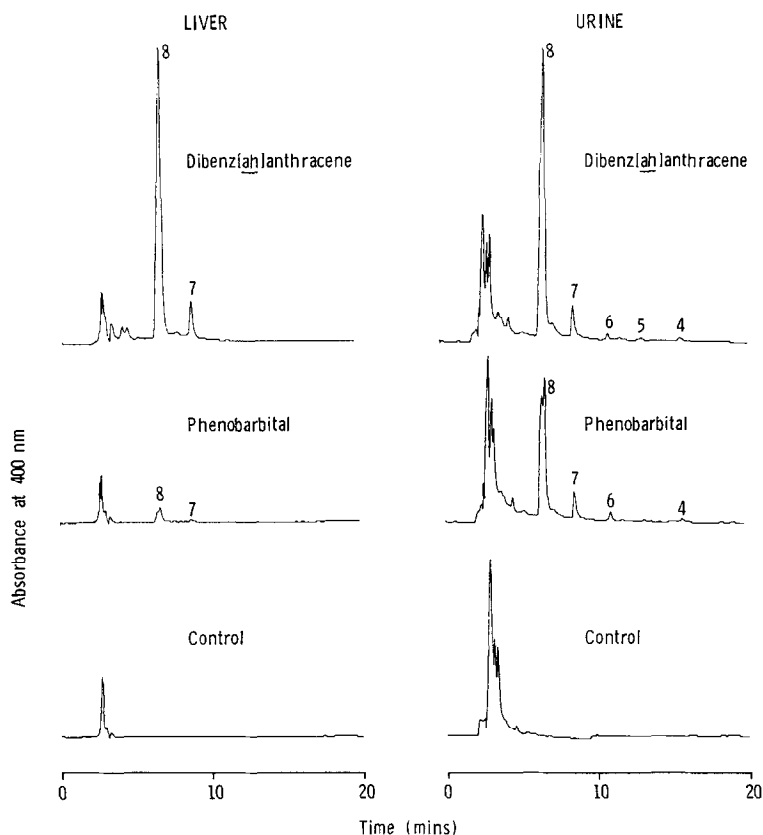 LIVER
8
Dibenz[ah]anthracene
7
Phenobarbital
8
7
Control
0 10 20
URINE
8
Dibenz[ah]anthracene
7
6
5
4
8
Phenobarbital
7
6
4
Control
0 10 20
Absorbance at 400 nm
Time (mins)